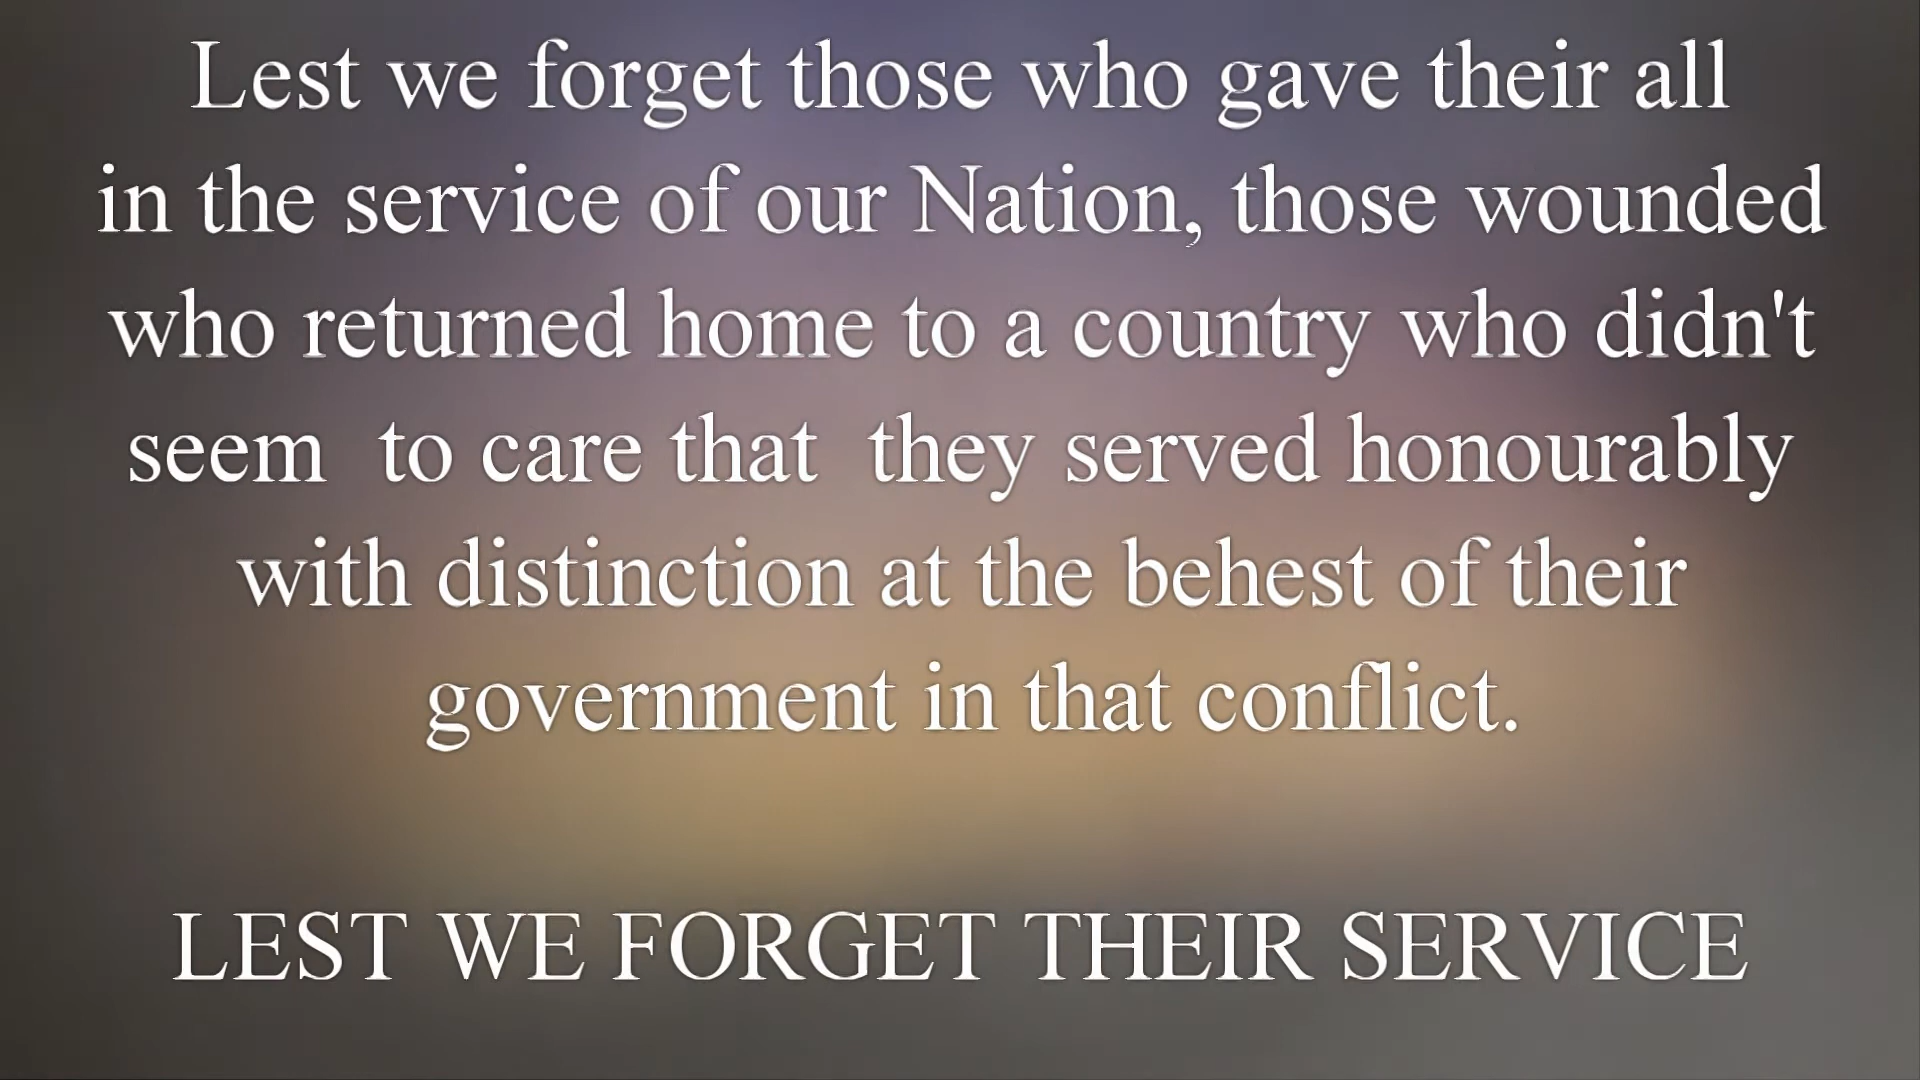 Lest we forget those who gave their all
in the service of our Nation, those wounded
who returned home to a country who didn't
seem  to care that  they served honourably
with distinction at the behest of their
government in that conflict.
LEST WE FORGET THEIR SERVICE